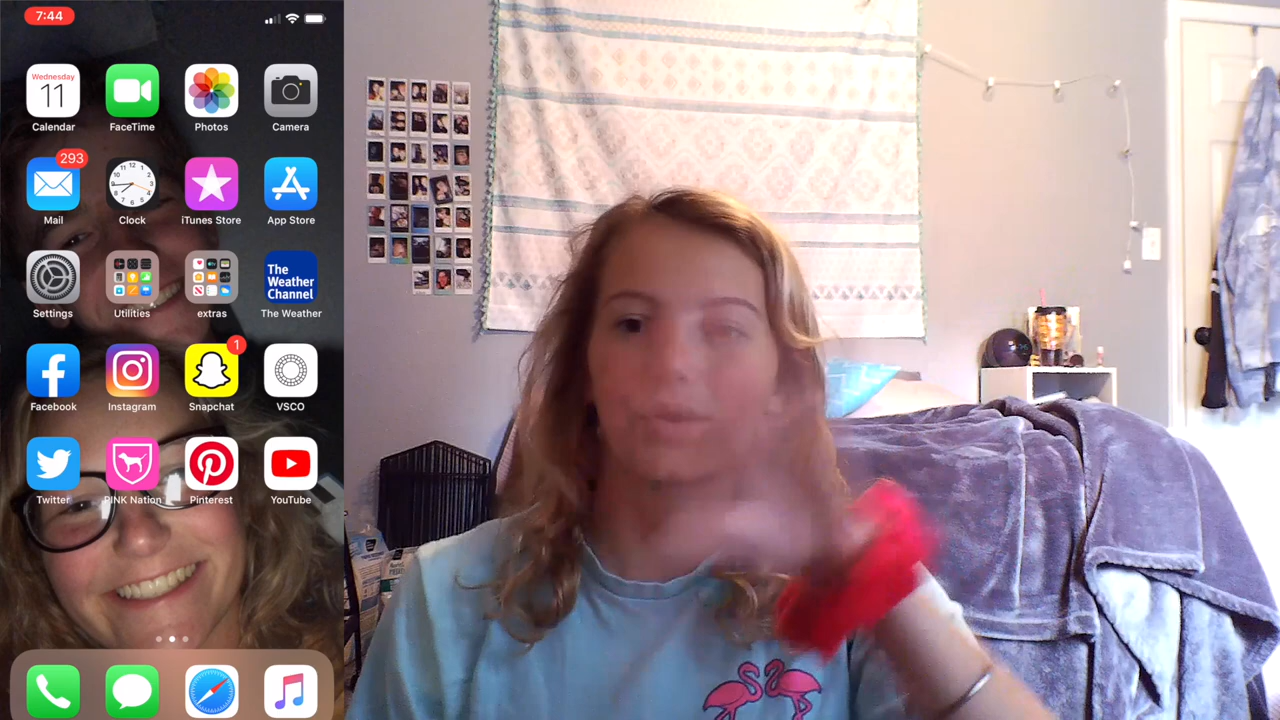 7:44
Wednesday
11
Calendar FaceTime Photos Camera
293
Mail Clock iTunes Store App Store
The
Weather
Channel
Settings Utilities extras The Weather
1
Facebook Instagram Snapchat VSCO
Twitter PINK Nation Pinterest YouTube